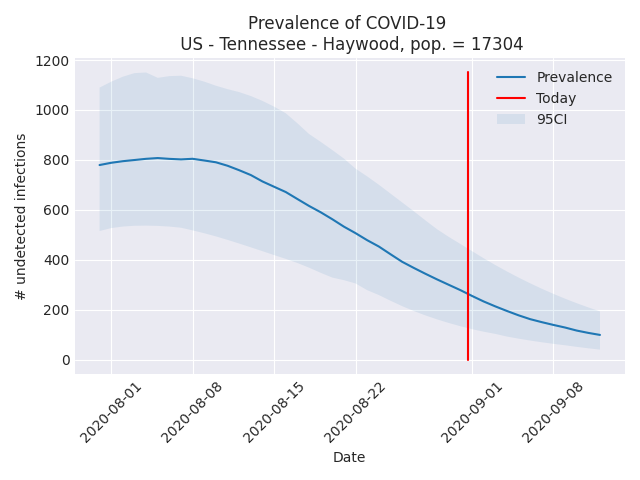 Prevalence of COVID-19
US - Tennessee - Haywood, pop. = 17304
1200
1000
800
600
400
200
0
# undetected infections
Prevalence
Today
95CI
2020-08-01
2020-08-08
2020-08-15
2020-08-22
2020-09-01
2020-09-08
Date